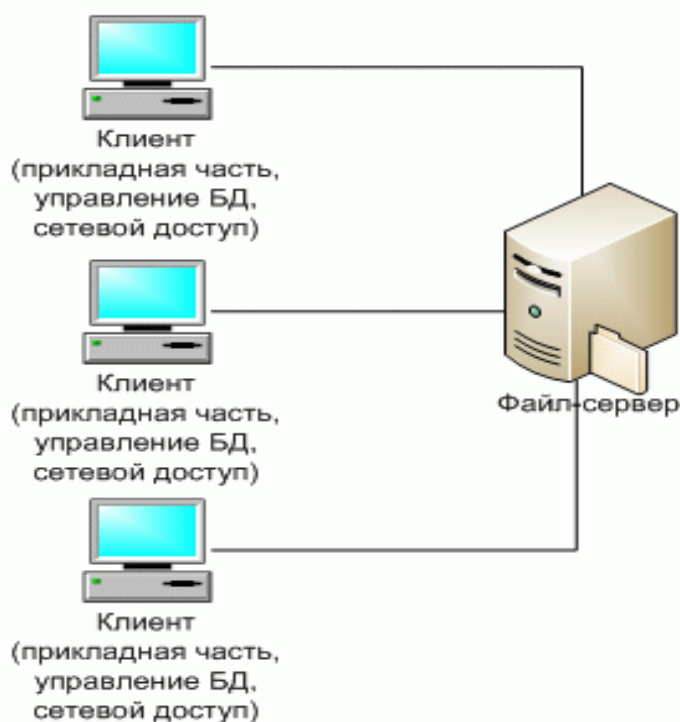 Клиент
(прикладная часть,
управление БД,
сетевой доступ)
Клиент
(прикладная часть,
управление БД,
сетевой доступ)
Файл-сервер
Клиент
(прикладная часть,
управление БД,
сетевой доступ)